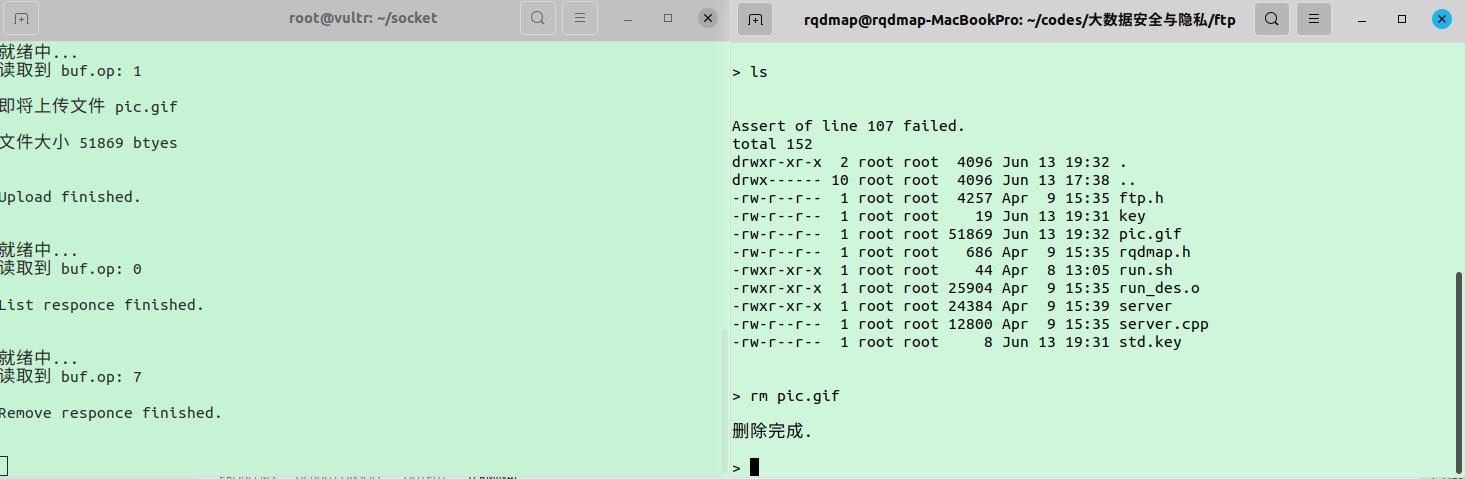 root@vultr: ~/socket
就绪中...
读取到 buf.op: 1
即将上传文件 pic.gif
文件大小 51869 btyes
Upload finished.
就绪中...
读取到 buf.op: 0
List responce finished.
就绪中...
读取到 buf.op: 7
Remove responce finished.
rqdmap@rqdmap-MacBookPro: ~/codes/大数据安全与隐私/ftp
> ls
Assert of line 107 failed.
total 152
drwxr-xr-x  2 root root  4096 Jun 13 19:32 .
drwx------ 10 root root  4096 Jun 13 17:38 ..
-rw-r--r--  1 root root  4257 Apr  9 15:35 ftp.h
-rw-r--r--  1 root root    19 Jun 13 19:31 key
-rw-r--r--  1 root root 51869 Jun 13 19:32 pic.gif
-rw-r--r--  1 root root   686 Apr  9 15:35 rqdmap.h
-rwxr-xr-x  1 root root    44 Apr  8 13:05 run.sh
-rw-r--r--  1 root root 25904 Apr  9 15:35 run_des.o
-rwxr-xr-x  1 root root 24384 Apr  9 15:39 server
-rw-r--r--  1 root root 12800 Apr  9 15:35 server.cpp
-rw-r--r--  1 root root     8 Jun 13 19:31 std.key
> rm pic.gif
删除完成.
>